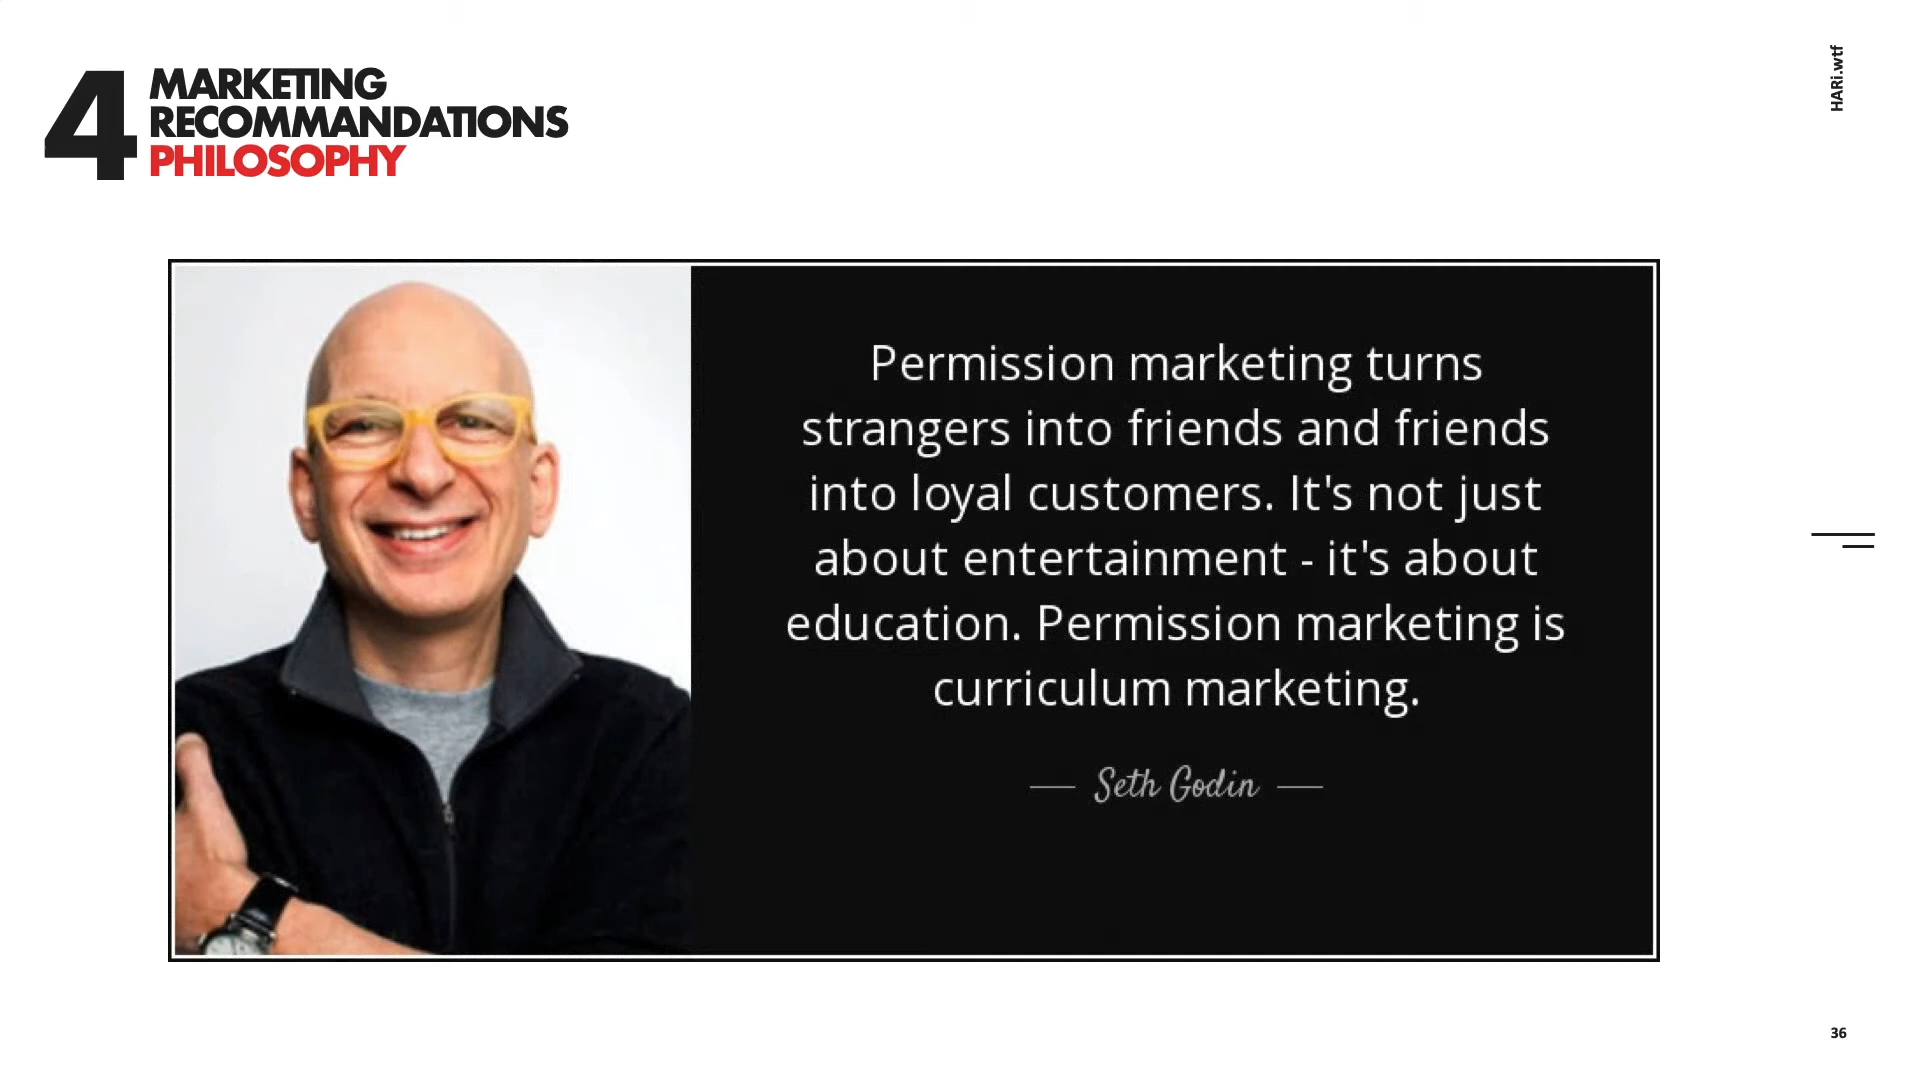 4
MARKETING
RECOMMANDATIONS
PHILOSOPHY
HARi.wtf
Permission marketing turns
strangers into friends and friends
into loyal customers. It's not just
about entertainment - it's about
education. Permission marketing is
curriculum marketing.
Seth Godin
36